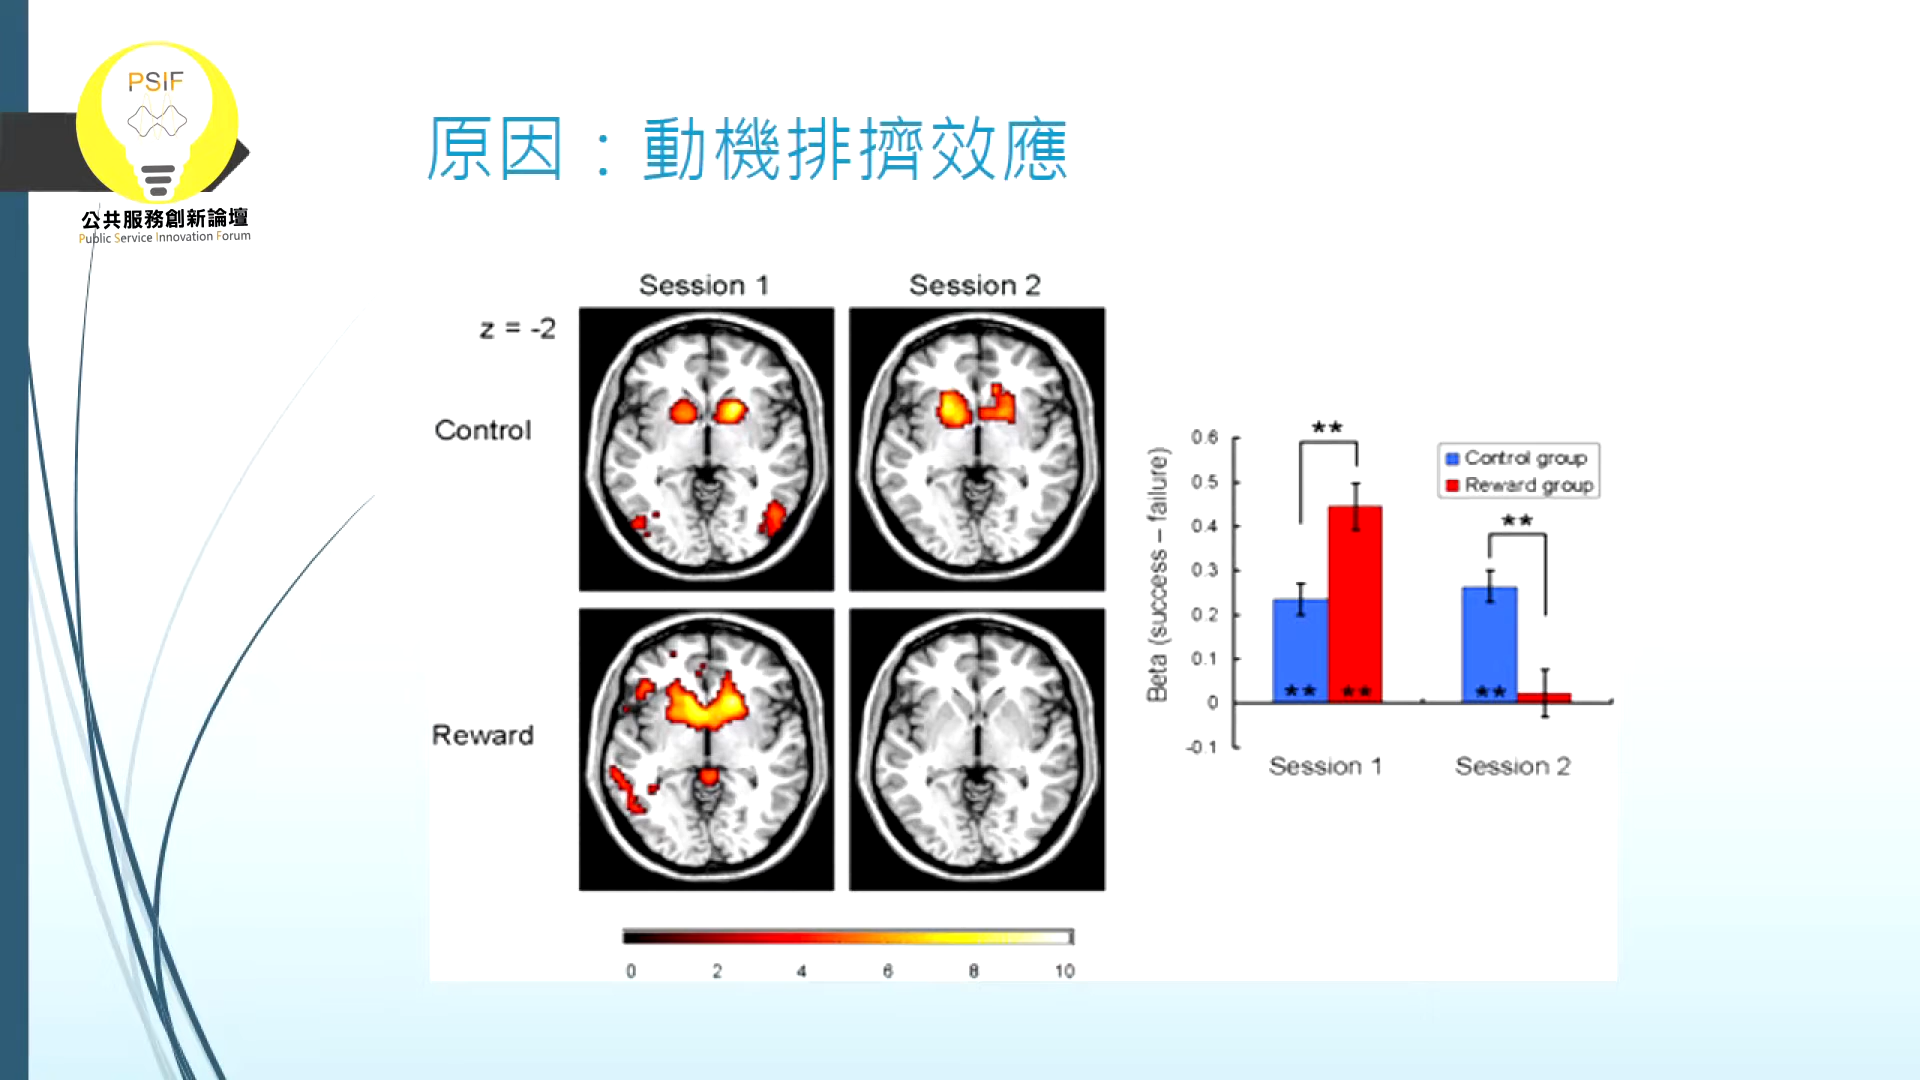 PSIF
公共服務創新論壇
Public Service Innovation Forum
原因：動機排擠效應
Session 1
Session 2
z = -2
Control
Reward
0 2 4 6 8 10
Beta (success – failure)
0.6
0.5
0.4
0.3
0.2
0.1
0
-0.1
**
**
** **
**
Control group
Reward group
Session 1
Session 2